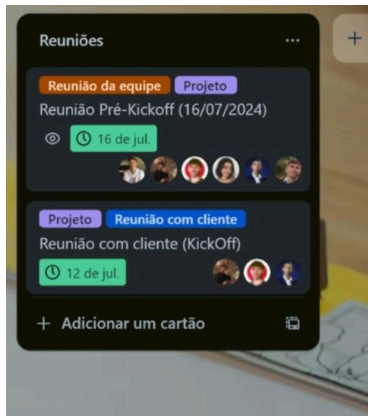 Reuniões
Reunião da equipe Projeto
Reunião Pré-Kickoff (16/07/2024)
16 de jul.
Projeto Reunião com cliente
Reunião com cliente (KickOff)
12 de jul.
Adicionar um cartão